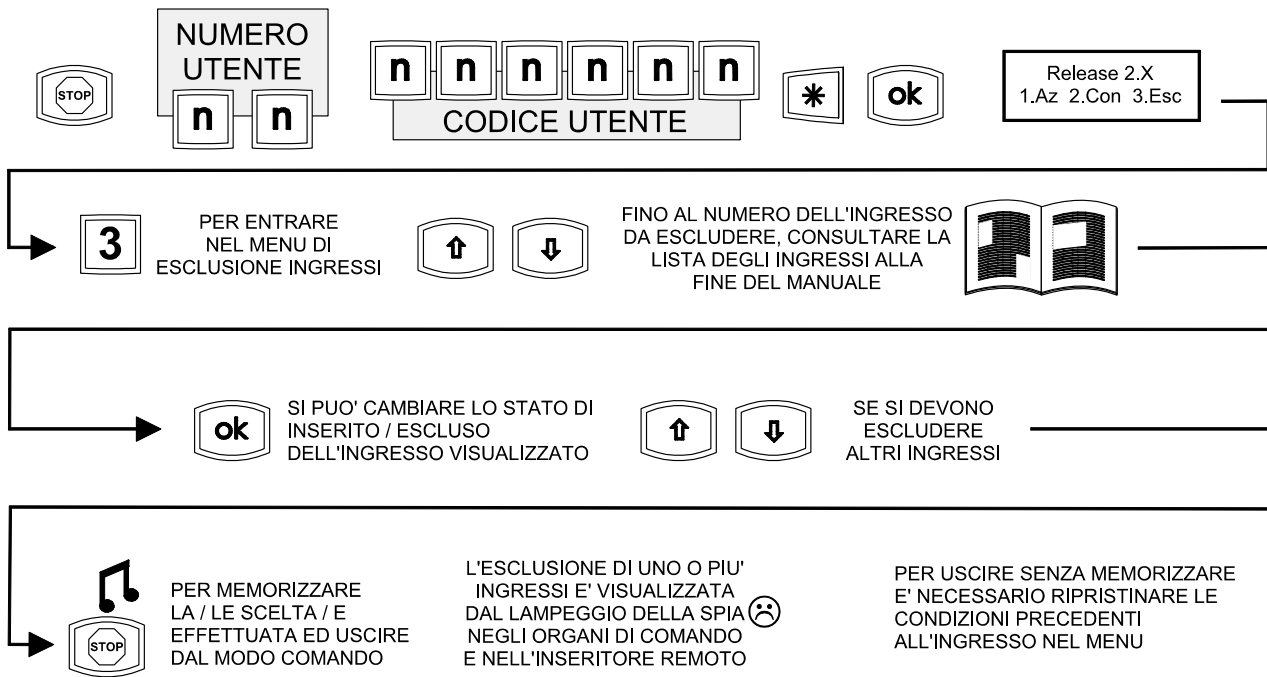 NUMERO
UTENTE
n n
STOP
n n n n n n
CODICE UTENTE
* ok
Release 2.X
1.Az 2.Con 3.Esc
3
PER ENTRARE
NEL MENU DI
ESCLUSIONE INGRESSI
FINO AL NUMERO DELL'INGRESSO
DA ESCLUDERE, CONSULTARE LA
LISTA DEGLI INGRESSI ALLA
FINE DEL MANUALE
ok
SI PUO' CAMBIARE LO STATO DI
INSERITO / ESCLUSO
DELL'INGRESSO VISUALIZZATO
SE SI DEVONO
ESCLUDERE
ALTRI INGRESSI
STOP
PER MEMORIZZARE
LA / LE SCELTA / E
EFFETTUATA ED USCIRE
DAL MODO COMANDO
L'ESCLUSIONE DI UNO O PIU'
INGRESSI E' VISUALIZZATA
DAL LAMPEGGIO DELLA SPIA
NEGLI ORGANI DI COMANDO
E NELL'INSERITORE REMOTO
PER USCIRE SENZA MEMORIZZARE
E' NECESSARIO RIPRISTINARE LE
CONDIZIONI PRECEDENTI
ALL'INGRESSO NEL MENU